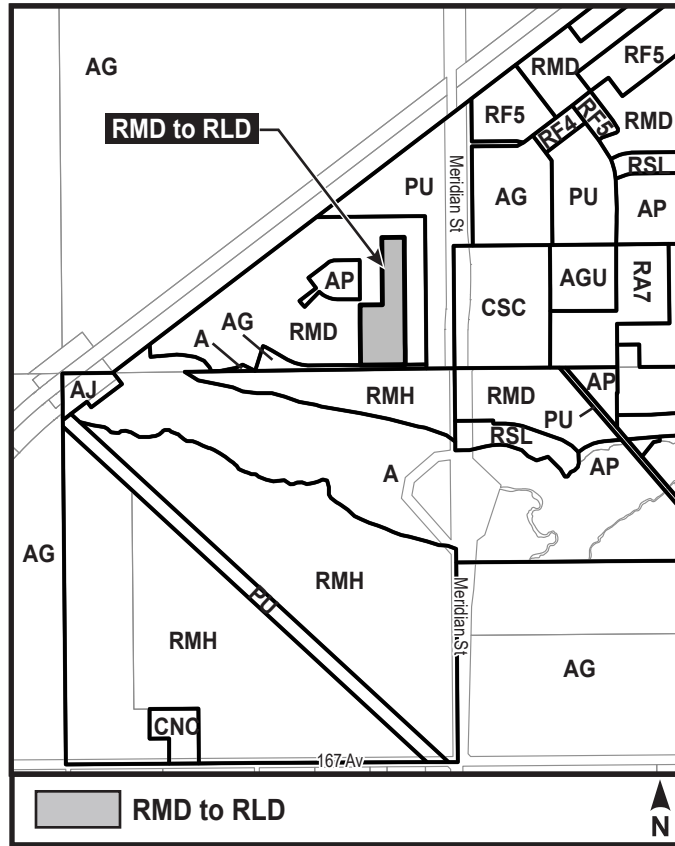 AG
RMD
RF5
RMD to RLD
RF5
RF4
RF5
RMD
Meridian St
PU
RSL
AG
PU
AP
AP
AGU
RA7
CSC
AG
RMD
A
AJ
RMH
RMD
AP
PU
RSL
A
AP
AG
RMH
PU
Meridian St
RMH
AG
CNC
167 Av
RMD to RLD
N